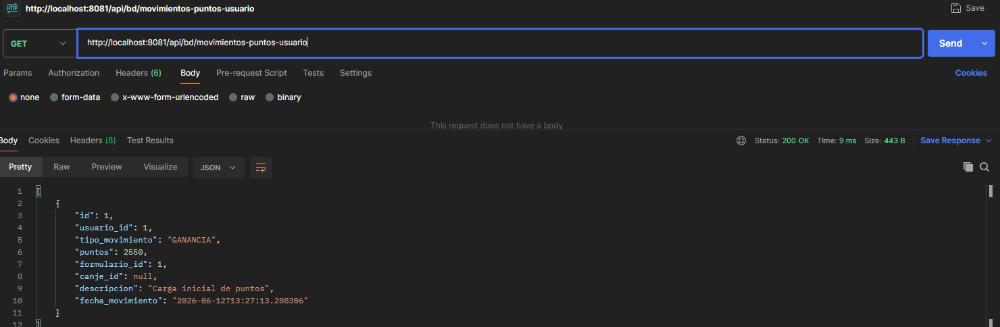 HTTP http://localhost:8081/api/bd/movimientos-puntos-usuario Save
GET http://localhost:8081/api/bd/movimientos-puntos-usuario Send
Params Authorization Headers (6) Body Pre-request Script Tests Settings Cookies
none form-data x-www-form-urlencoded raw binary
This request does not have a body
Body Cookies Headers (8) Test Results Status: 200 OK Time: 9 ms Size: 443 B Save Response
Pretty Raw Preview Visualize JSON
1 [
2 {
3 "id": 1,
4 "usuario_id": 1,
5 "tipo_movimiento": "GANANCIA",
6 "puntos": 2550,
7 "formulario_id": 1,
8 "canje_id": null,
9 "descripcion": "Carga inicial de puntos",
10 "fecha_movimiento": "2026-06-12T13:27:13.288306"
11 }
12 ]